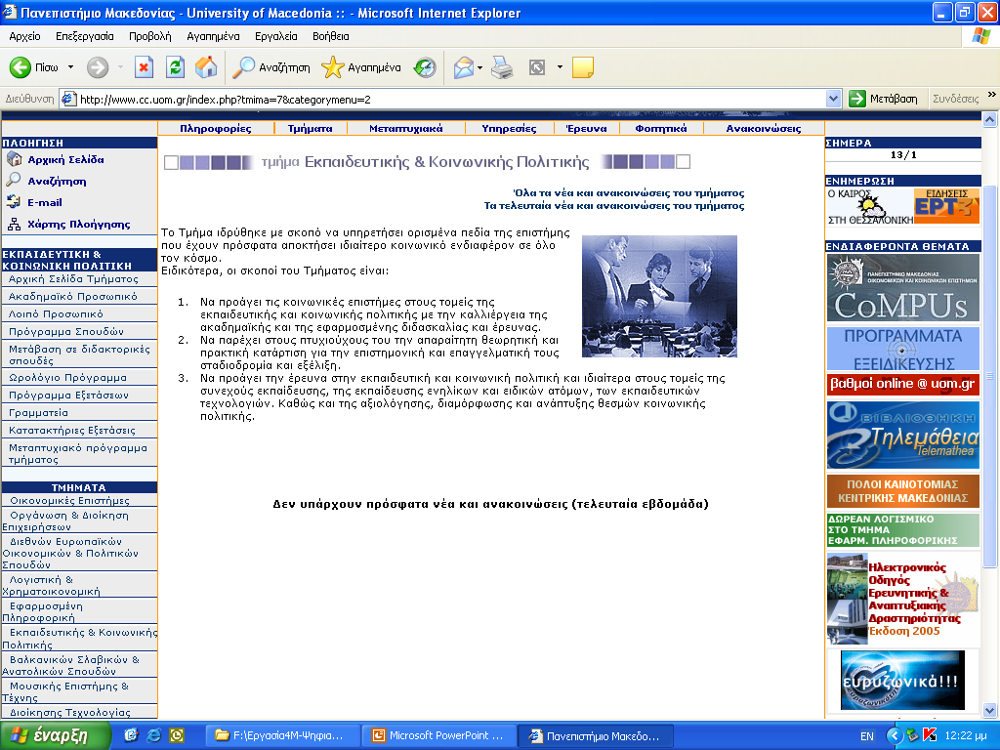 Πανεπιστήμιο Μακεδονίας - University of Macedonia :: - Microsoft Internet Explorer
Αρχείο Επεξεργασία Προβολή Αγαπημένα Εργαλεία Βοήθεια
Πίσω Αναζήτηση Αγαπημένα
Διεύθυνση http://www.cc.uom.gr/index.php?tmima=7&categorymenu=2 Μετάβαση Συνδέσεις »
Πληροφορίες Τμήματα Μεταπτυχιακά Υπηρεσίες Έρευνα Φοιτητικά Ανακοινώσεις
ΠΛΟΗΓΗΣΗ
Αρχική Σελίδα
Αναζήτηση
E-mail
Χάρτης Πλοήγησης
ΕΚΠΑΙΔΕΥΤΙΚΗ &
ΚΟΙΝΩΝΙΚΗ ΠΟΛΙΤΙΚΗ
Αρχική Σελίδα Τμήματος
Ακαδημαϊκό Προσωπικό
Λοιπό Προσωπικό
Πρόγραμμα Σπουδών
Μετάβαση σε διδακτορικές
σπουδές
Ωρολόγιο Πρόγραμμα
Πρόγραμμα Εξετάσεων
Γραμματεία
Κατατακτήριες Εξετάσεις
Μεταπτυχιακό πρόγραμμα
τμήματος
ΤΜΗΜΑΤΑ
Οικονομικές Επιστήμες
Οργάνωση & Διοίκηση
Επιχειρήσεων
Διεθνών Ευρωπαϊκών
Οικονομικών & Πολιτικών
Σπουδών
Λογιστική &
Χρηματοικονομική
Εφαρμοσμένη
Πληροφορική
Εκπαιδευτικής & Κοινωνικής
Πολιτικής
Βαλκανικών Σλαβικών &
Ανατολικών Σπουδών
Μουσικής Επιστήμης &
Τέχνης
Διοίκησης Τεχνολογίας
τμήμα Εκπαιδευτικής & Κοινωνικής Πολιτικής
'Όλα τα νέα και ανακοινώσεις του τμήματος
Τα τελευταία νέα και ανακοινώσεις του τμήματος
Το Τμήμα ιδρύθηκε με σκοπό να υπηρετήσει ορισμένα πεδία της επιστήμης
που έχουν πρόσφατα αποκτήσει ιδιαίτερο κοινωνικό ενδιαφέρον σε όλο
τον κόσμο.
Ειδικότερα, οι σκοποί του Τμήματος είναι:
1. Να προάγει τις κοινωνικές επιστήμες στους τομείς της
εκπαιδευτικής και κοινωνικής πολιτικής με την καλλιέργεια της
ακαδημαϊκής και της εφαρμοσμένης διδασκαλίας και έρευνας.
2. Να παρέχει στους πτυχιούχους του την απαραίτητη θεωρητική και
πρακτική κατάρτιση για την επιστημονική και επαγγελματική τους
σταδιοδρομία και εξέλιξη.
3. Να προάγει την έρευνα στην εκπαιδευτική και κοινωνική πολιτική και ιδιαίτερα στους τομείς της
συνεχούς εκπαίδευσης, της εκπαίδευσης ενηλίκων και ειδικών ατόμων, των εκπαιδευτικών
τεχνολογιών. Καθώς και της αξιολόγησης, διαμόρφωσης και ανάπτυξης θεσμών κοινωνικής
πολιτικής.
Δεν υπάρχουν πρόσφατα νέα και ανακοινώσεις (τελευταία εβδομάδα)
ΣΗΜΕΡΑ
13/1
ΕΝΗΜΕΡΩΣΗ
Ο ΚΑΙΡΟΣ
ΣΤΗ ΘΕΣΣΑΛΟΝΙΚΗ
ΕΙΔΗΣΕΙΣ
ΕΡΤ3
ΕΝΔΙΑΦΕΡΟΝΤΑ ΘΕΜΑΤΑ
ΠΑΝΕΠΙΣΤΗΜΙΟ ΜΑΚΕΔΟΝΙΑΣ
ΟΙΚΟΝΟΜΙΚΩΝ ΚΑΙ ΚΟΙΝΩΝΙΚΩΝ ΕΠΙΣΤΗΜΩΝ
CoMPUs
ΠΡΟΓΡΑΜΜΑΤΑ
ΕΞΕΙΔΙΚΕΥΣΗΣ
βαθμοί online @ uom.gr
ΒΙΒΛΙΟΘΗΚΗ
Τηλεμάθεια
Telemathea
ΠΟΛΟΙ ΚΑΙΝΟΤΟΜΙΑΣ
ΚΕΝΤΡΙΚΗΣ ΜΑΚΕΔΟΝΙΑΣ
ΔΩΡΕΑΝ ΛΟΓΙΣΜΙΚΟ
ΣΤΟ ΤΜΗΜΑ
ΕΦΑΡΜ. ΠΛΗΡΟΦΟΡΙΚΗΣ
Ηλεκτρονικός
Οδηγός
Ερευνητικής &
Αναπτυξιακής
Δραστηριότητας
Έκδοση 2005
ευρυζωνικά!!!
έναρξη F:\Εργασία4Μ-Ψηφια... Microsoft PowerPoint ... Πανεπιστήμιο Μακεδο... EN 12:22 μμ